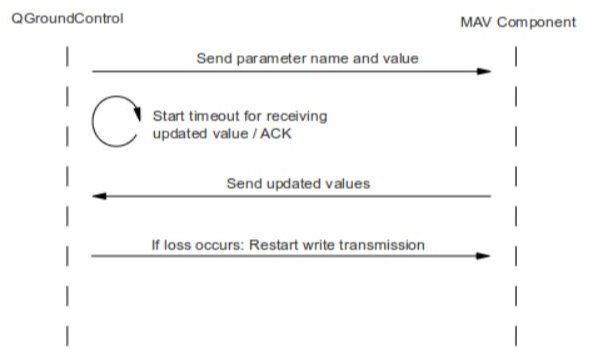 QGroundControl
MAV Component
Send parameter name and value
Start timeout for receiving
updated value / ACK
Send updated values
If loss occurs: Restart write transmission